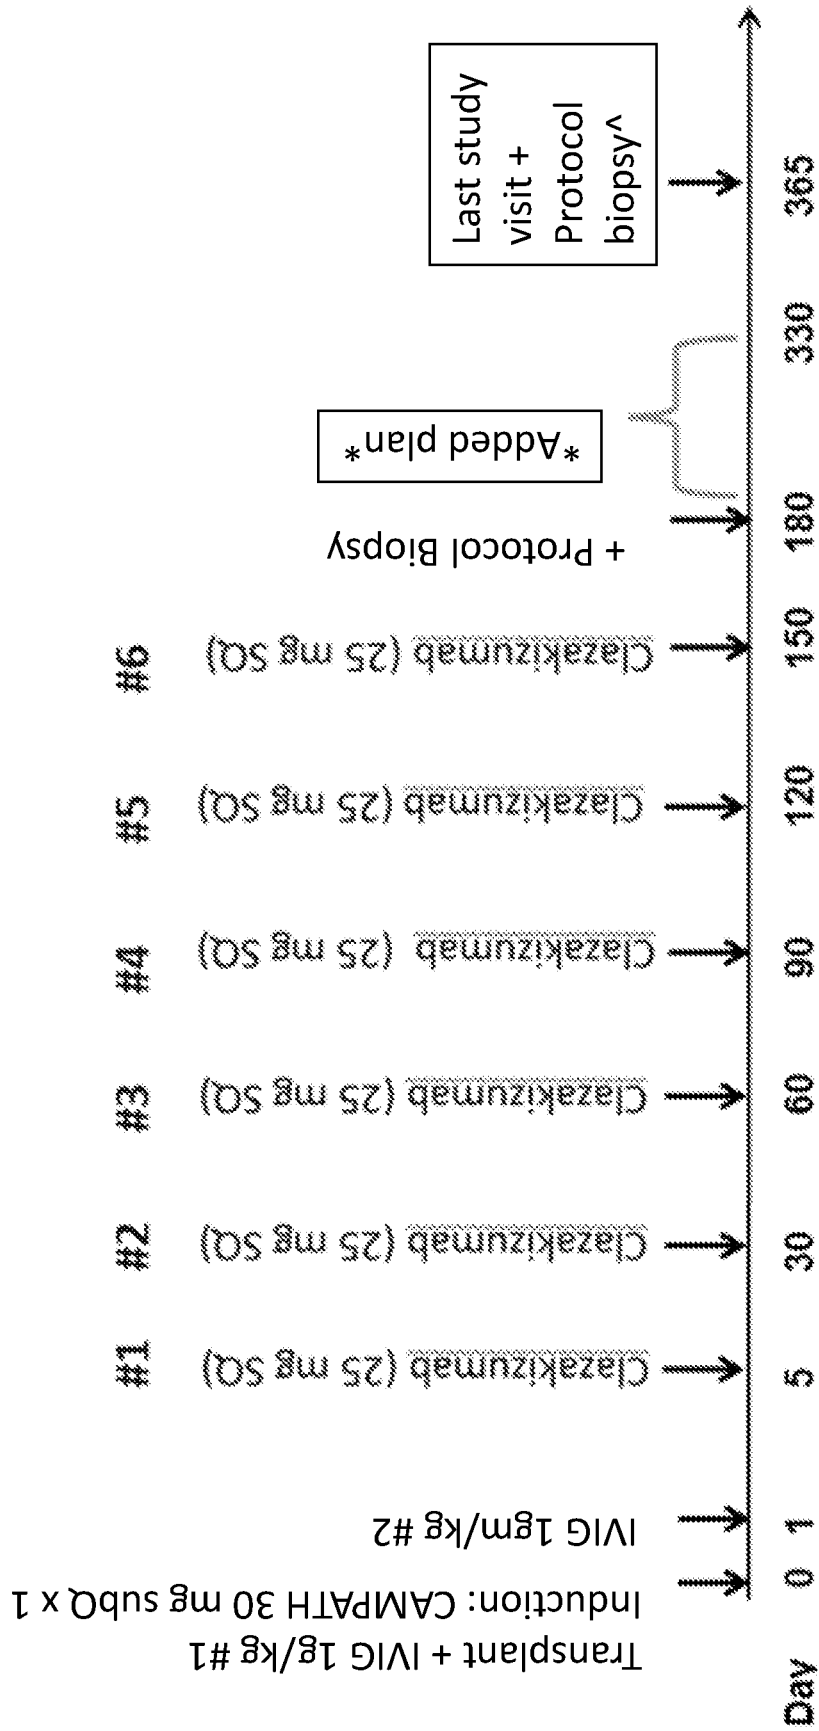 Transplant + IVIG 1g/kg #1
Induction: CAMPATH 30 mg subQ x 1
IVIG 1gm/kg #2
#1
Clazakizumab (25 mg SQ)
#2
Clazakizumab (25 mg SQ)
#3
Clazakizumab (25 mg SQ)
#4
Clazakizumab (25 mg SQ)
#5
Clazakizumab (25 mg SQ)
#6
Clazakizumab (25 mg SQ)
+ Protocol Biopsy
*Added plan*
Last study
visit +
Protocol
biopsy^
Day 0 1 5 30 60 90 120 150 180 330 365